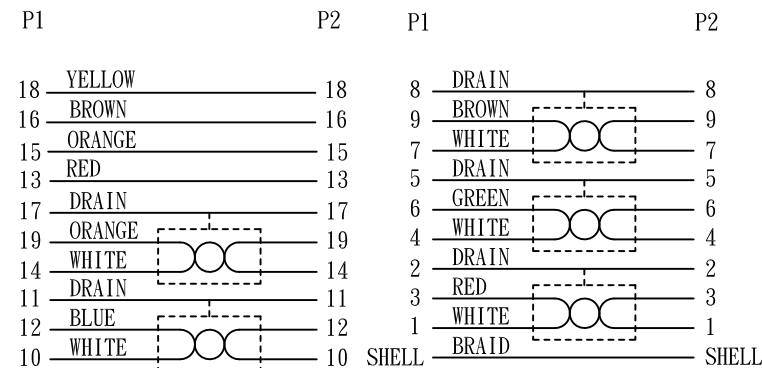 P1 P2
18 YELLOW 18
16 BROWN 16
15 ORANGE 15
13 RED 13
17 DRAIN 17
19 ORANGE 19
14 WHITE 14
11 DRAIN 11
12 BLUE 12
10 WHITE 10
P1 P2
8 DRAIN 8
9 BROWN 9
7 WHITE 7
5 DRAIN 5
6 GREEN 6
4 WHITE 4
2 DRAIN 2
3 RED 3
1 WHITE 1
SHELL BRAID SHELL